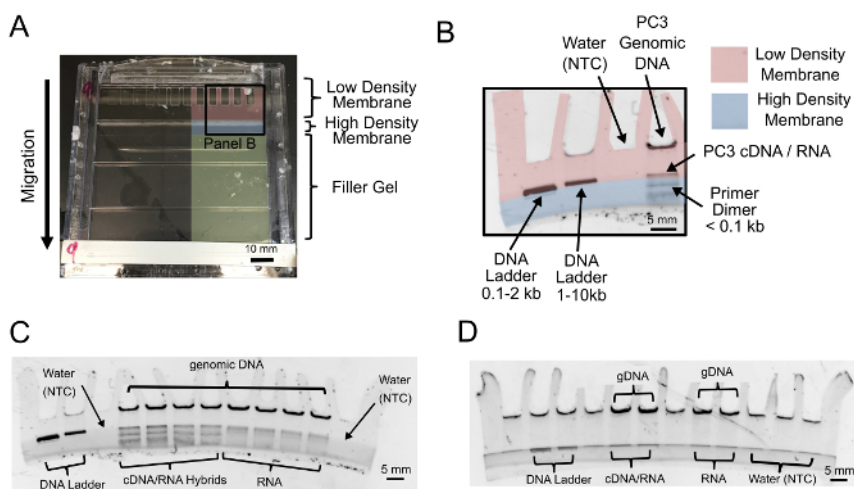 A
Migration
Low Density
Membrane
High Density
Membrane
Panel B
Filler Gel
10 mm
9
9
B
Water
(NTC)
PC3
Genomic
DNA
Low Density
Membrane
High Density
Membrane
PC3 cDNA / RNA
Primer
Dimer
< 0.1 kb
5 mm
DNA
Ladder
0.1-2 kb
DNA
Ladder
1-10kb
C
Water
(NTC)
genomic DNA
Water
(NTC)
DNA Ladder
cDNA/RNA Hybrids
RNA
5 mm
D
gDNA
gDNA
DNA Ladder
cDNA/RNA
RNA
Water (NTC)
5 mm